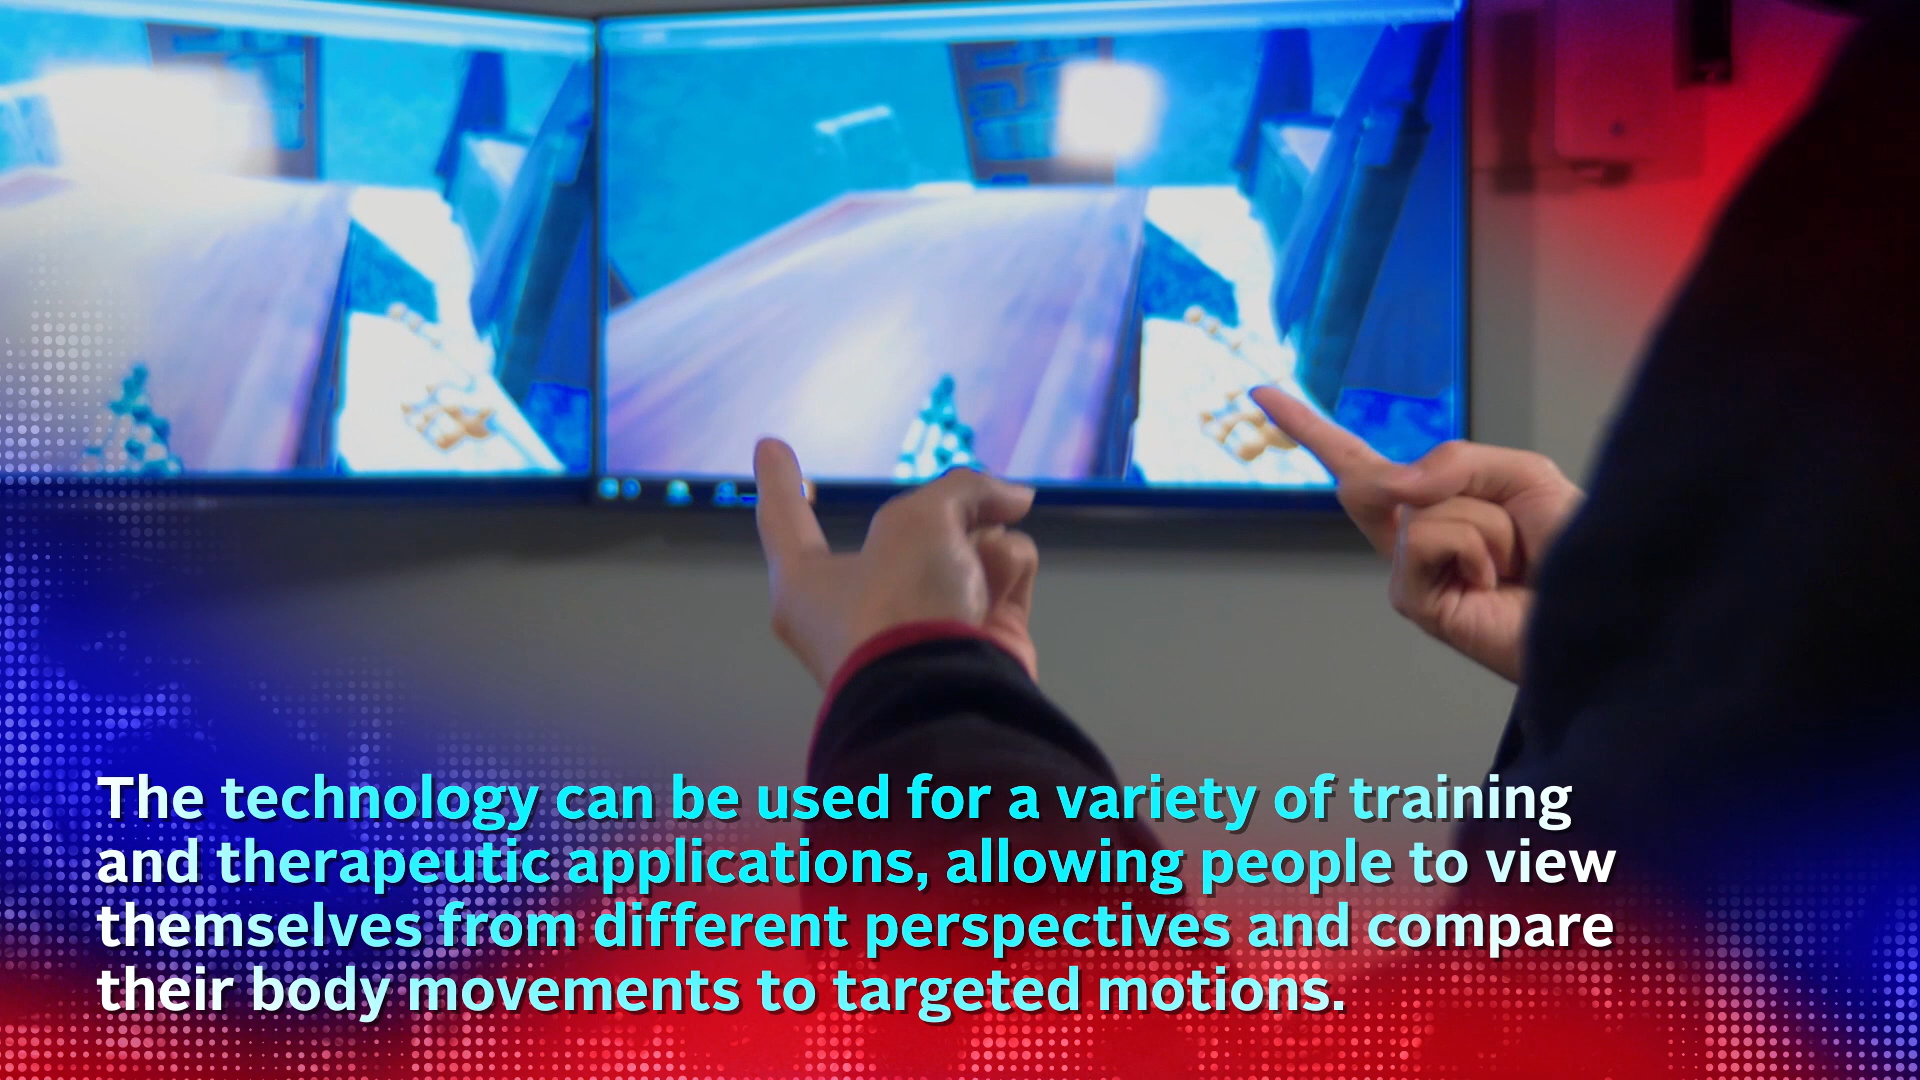 The technology can be used for a variety of training
and therapeutic applications, allowing people to view
themselves from different perspectives and compare
their body movements to targeted motions.